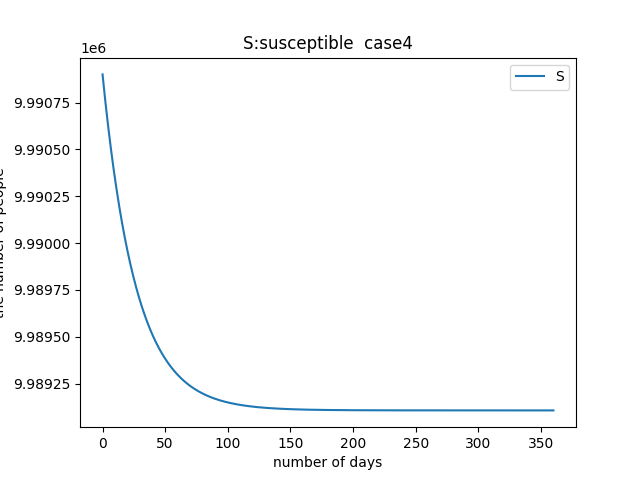 S:susceptible  case4
1e6
S
9.99075
9.99050
9.99025
9.99000
9.98975
9.98950
9.98925
number of people
0 50 100 150 200 250 300 350
number of days